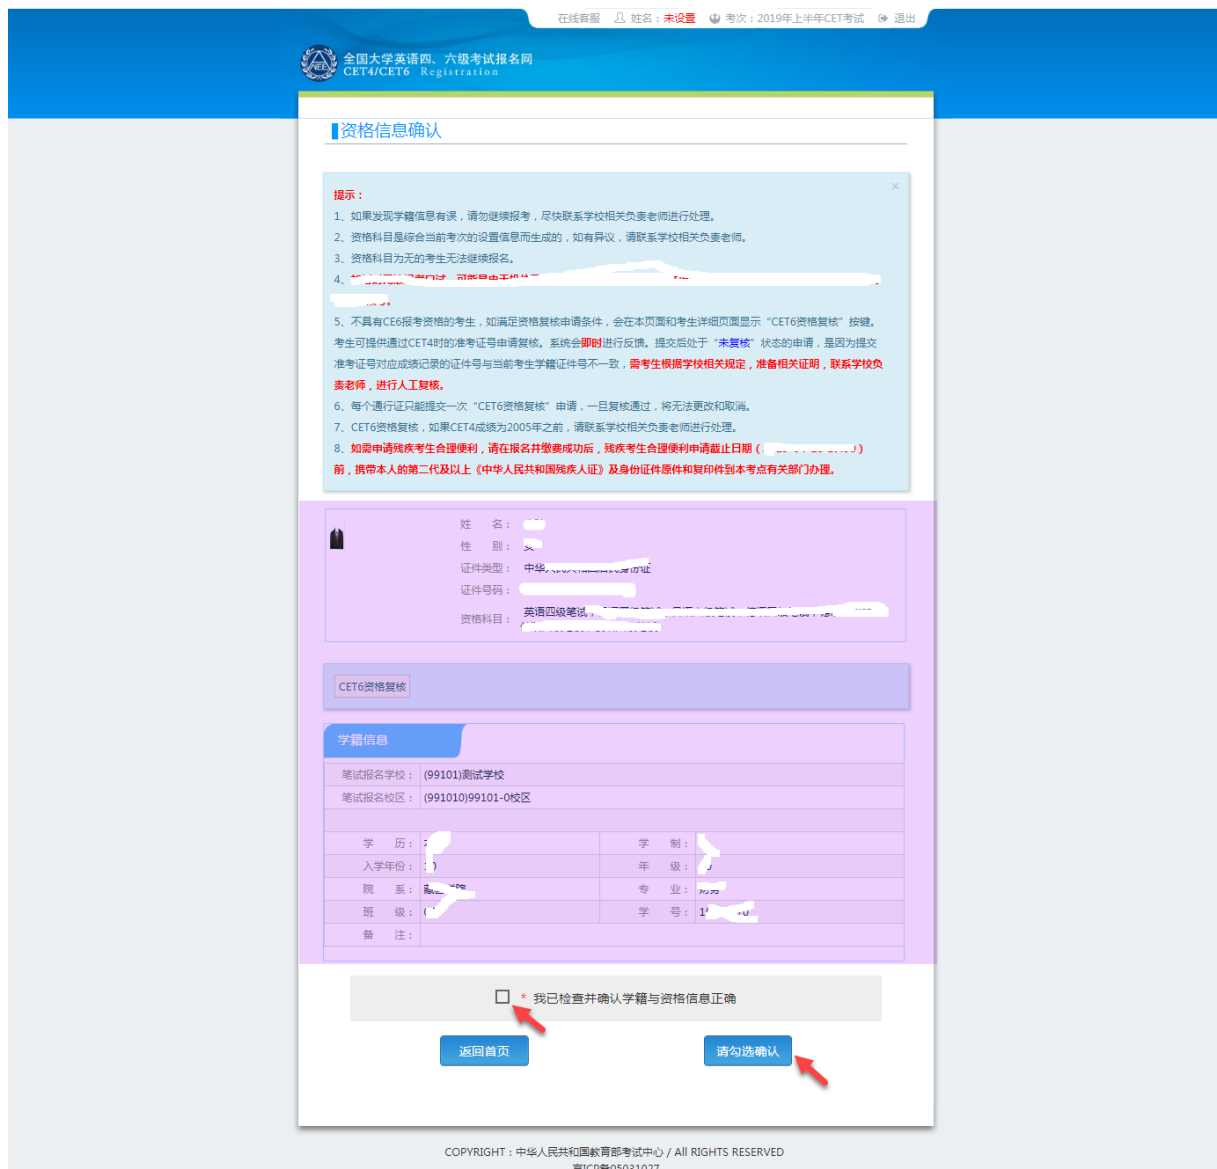 在线客服 姓名：未设置 考次：2019年上半年CET考试 退出
全国大学英语四、六级考试报名网
CET4/CET6 Registration
资格信息确认
×
提示：
1、如果发现学籍信息有误，请勿继续报考，尽快联系学校相关负责老师进行处理。
2、资格科目是综合当前考次的设置信息而生成的，如有异议，请联系学校相关负责老师。
3、资格科目为无的考生无法继续报名。
4、
5、不具有CE6报考资格的考生，如满足资格复核申请条件，会在本页面和考生详细页面显示“CET6资格复核”按键。
考生可提供通过CET4时的准考证号申请复核。系统会即时进行反馈。提交后处于“未复核”状态的申请，是因为提交
准考证号对应成绩记录的证件号与当前考生学籍证件号不一致，需考生根据学校相关规定，准备相关证明，联系学校负
责老师，进行人工复核。
6、每个通行证只能提交一次“CET6资格复核”申请，一旦复核通过，将无法更改和取消。
7、CET6资格复核，如果CET4成绩为2005年之前，请联系学校相关负责老师进行处理。
8、如需申请残疾考生合理便利，请在报名并缴费成功后，残疾考生合理便利申请截止日期（ ）
前，携带本人的第二代及以上《中华人民共和国残疾人证》及身份证件原件和复印件到本考点有关部门办理。
姓 名：
性 别：
证件类型：中华
证件号码：
资格科目：英语四级笔试
CET6资格复核
学籍信息
笔试报名学校：(99101)测试学校
笔试报名校区：(991010)99101-0校区
学 历： 学 制：
入学年份： 年 级：
院 系： 专 业：
班 级： 学 号：
备 注：
* 我已检查并确认学籍与资格信息正确
返回首页 请勾选确认
COPYRIGHT：中华人民共和国教育部考试中心 / All RIGHTS RESERVED
京ICP备05031027